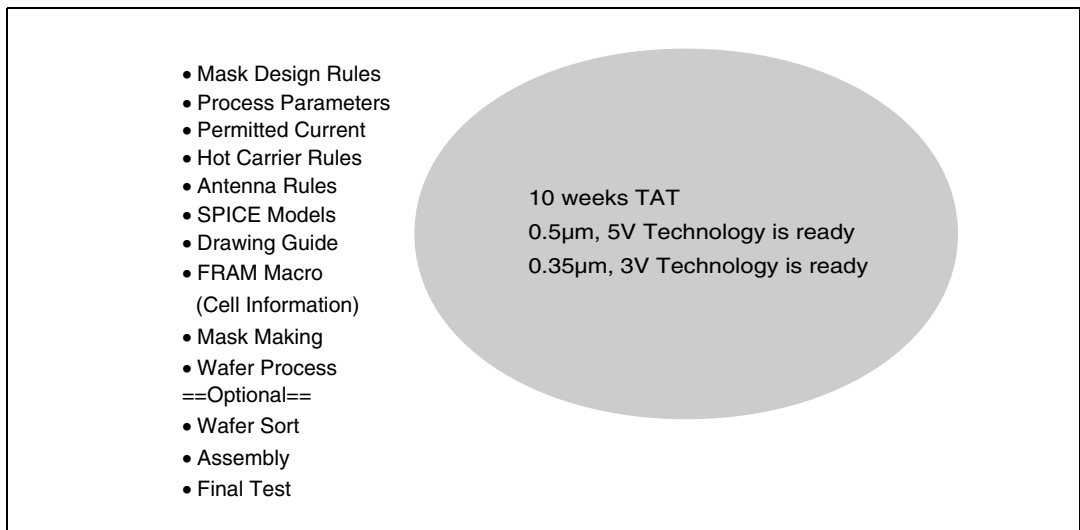 • Mask Design Rules
• Process Parameters
• Permitted Current
• Hot Carrier Rules
• Antenna Rules
• SPICE Models
• Drawing Guide
• FRAM Macro
(Cell Information)
• Mask Making
• Wafer Process
==Optional==
• Wafer Sort
• Assembly
• Final Test
10 weeks TAT
0.5µm, 5V Technology is ready
0.35µm, 3V Technology is ready